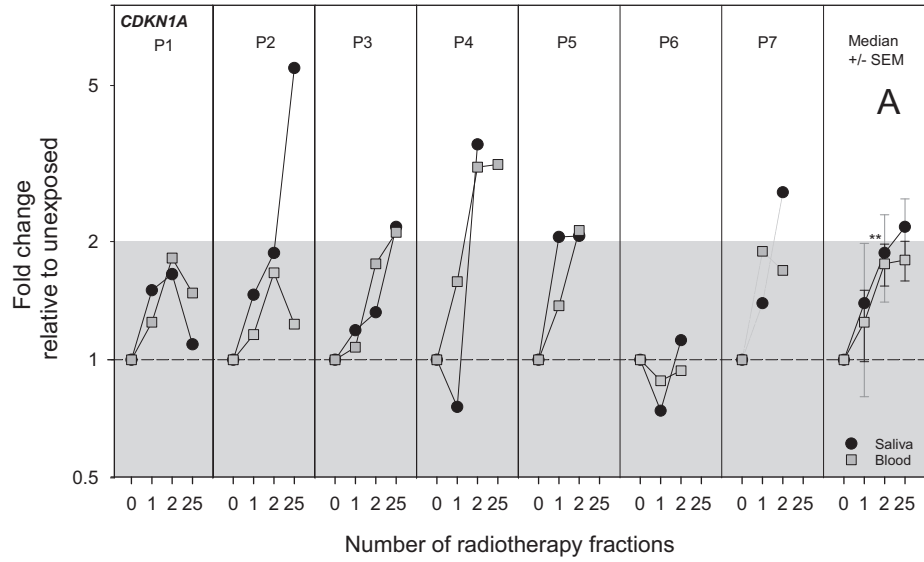 CDKN1A
P1 P2 P3 P4 P5 P6 P7 Median
+/- SEM
A
5
2
1
0.5
Fold change
relative to unexposed
**
Saliva
Blood
0 1 2 25 0 1 2 25 0 1 2 25 0 1 2 25 0 1 2 25 0 1 2 25 0 1 2 25 0 1 2 25
Number of radiotherapy fractions